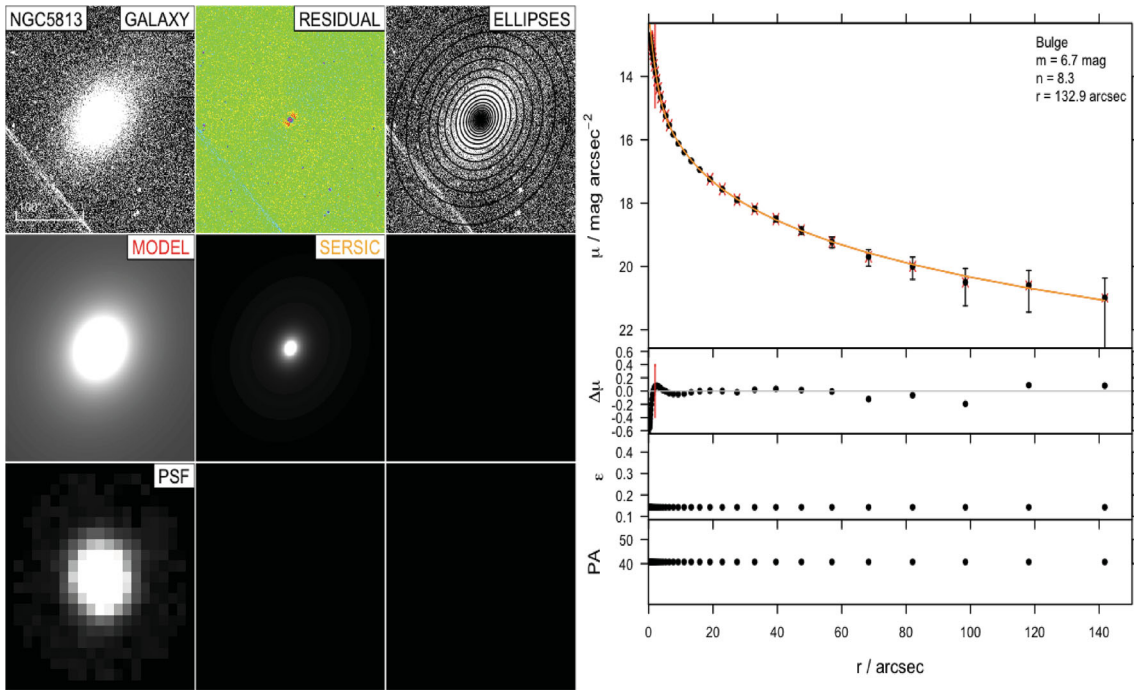 NGC5813 GALAXY RESIDUAL ELLIPSES
100"
MODEL SERSIC
PSF
Bulge
m = 6.7 mag
n = 8.3
r = 132.9 arcsec
μ / mag arcsec⁻²
14
16
18
20
22
Δμ
0.6
0.4
0.2
0.0
-0.2
-0.4
-0.6
ε
0.4
0.3
0.2
0.1
PA
50
40
0 20 40 60 80 100 120 140
r / arcsec